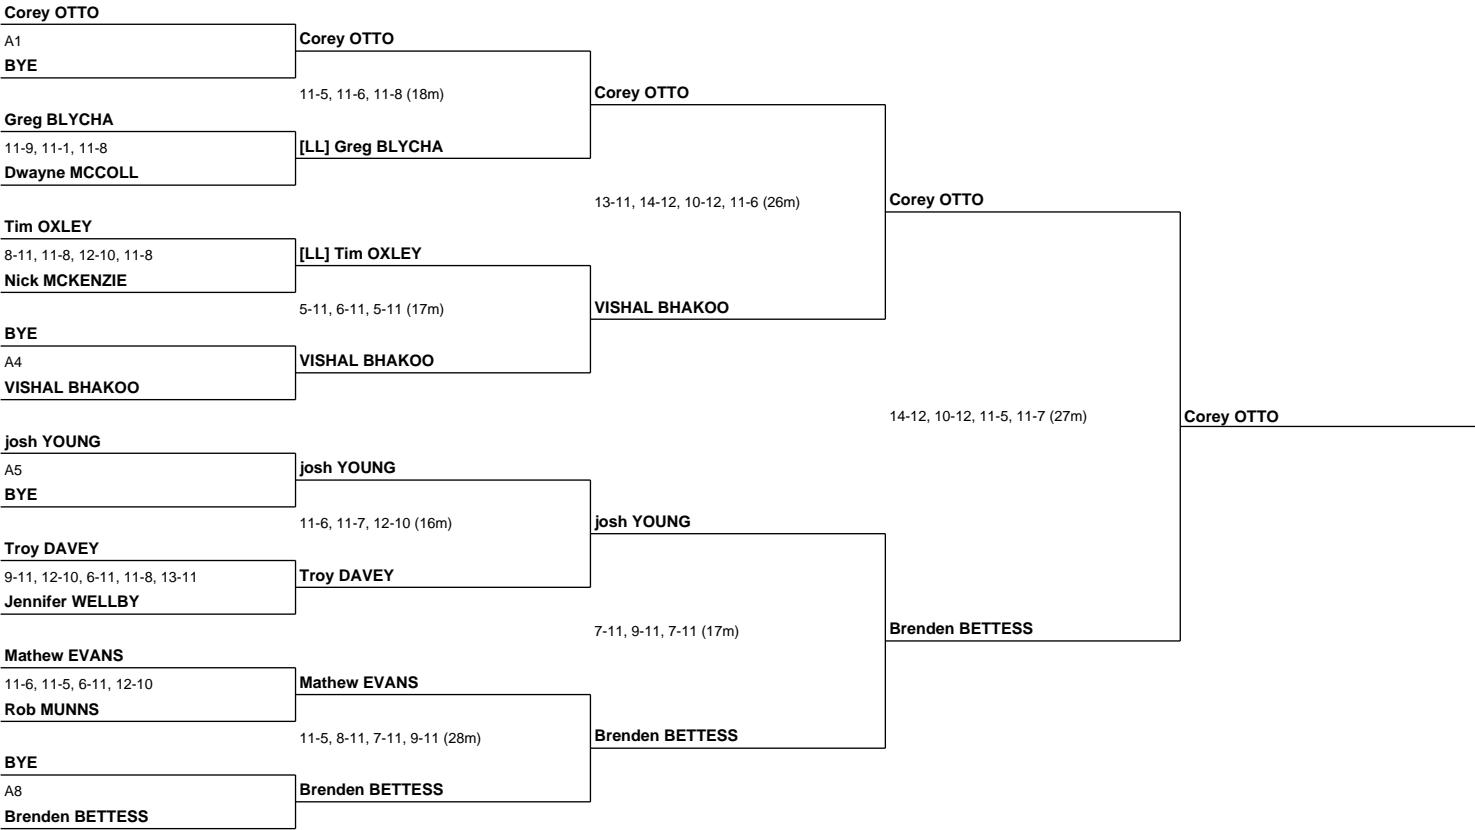 Corey OTTO
A1
BYE
Greg BLYCHA
11-9, 11-1, 11-8
Dwayne MCCOLL
Tim OXLEY
8-11, 11-8, 12-10, 11-8
Nick MCKENZIE
BYE
A4
VISHAL BHAKOO
josh YOUNG
A5
BYE
Troy DAVEY
9-11, 12-10, 6-11, 11-8, 13-11
Jennifer WELLBY
Mathew EVANS
11-6, 11-5, 6-11, 12-10
Rob MUNNS
BYE
A8
Brenden BETTESS
Corey OTTO
11-5, 11-6, 11-8 (18m)
[LL] Greg BLYCHA
[LL] Tim OXLEY
5-11, 6-11, 5-11 (17m)
VISHAL BHAKOO
josh YOUNG
11-6, 11-7, 12-10 (16m)
Troy DAVEY
Mathew EVANS
11-5, 8-11, 7-11, 9-11 (28m)
Brenden BETTESS
Corey OTTO
13-11, 14-12, 10-12, 11-6 (26m)
VISHAL BHAKOO
josh YOUNG
7-11, 9-11, 7-11 (17m)
Brenden BETTESS
Corey OTTO
14-12, 10-12, 11-5, 11-7 (27m)
Brenden BETTESS
Corey OTTO